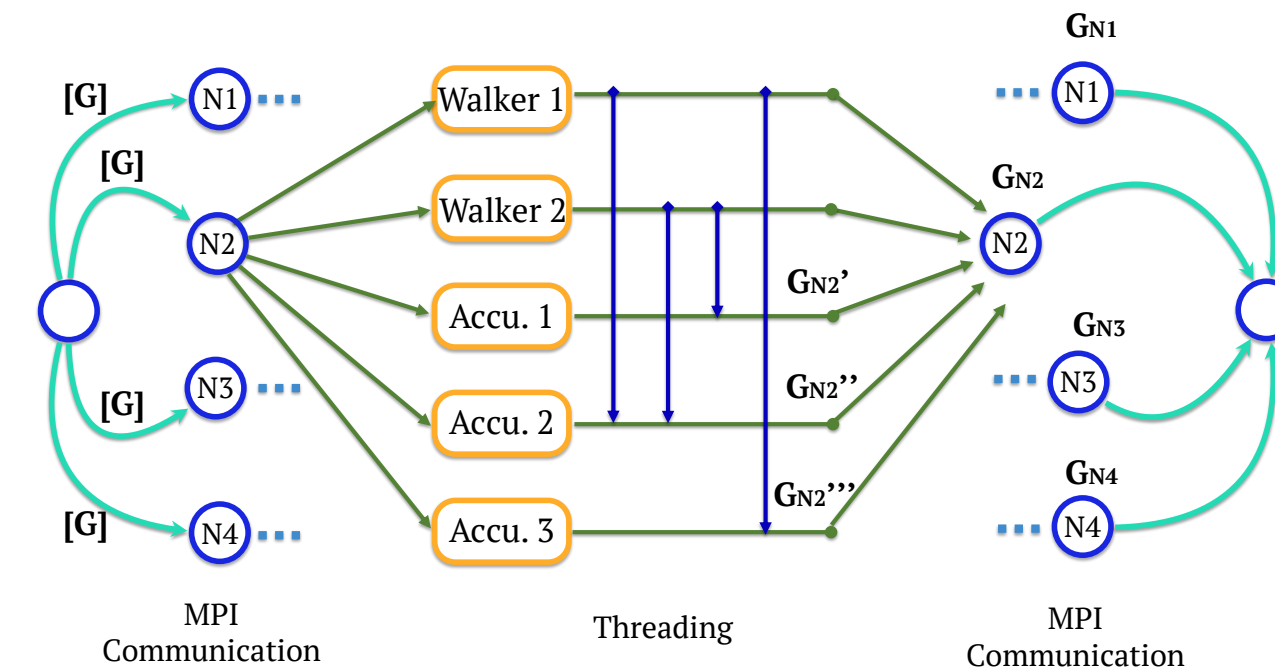 GN1
[G]
N1
Walker 1
N1
[G]
GN2
Walker 2
N2
N2
GN2’
Accu. 1
GN3
N3
GN2’’
N3
[G]
Accu. 2
GN4
GN2’’’
[G]
N4
Accu. 3
N4
MPI
Communication
Threading
MPI
Communication